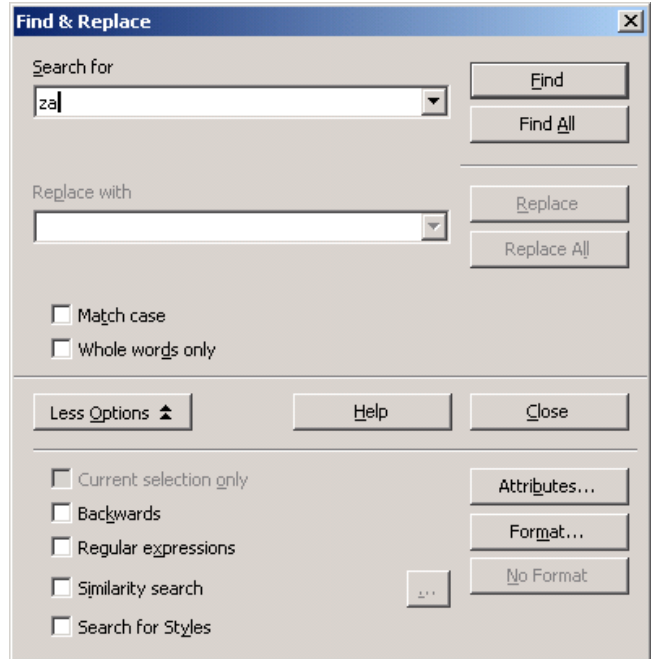 Find & Replace
Search for
za
Find
Find All
Replace with
Replace
Replace All
Match case
Whole words only
Less Options
Help
Close
Current selection only
Attributes...
Backwards
Format...
Regular expressions
No Format
Similarity search
...
Search for Styles